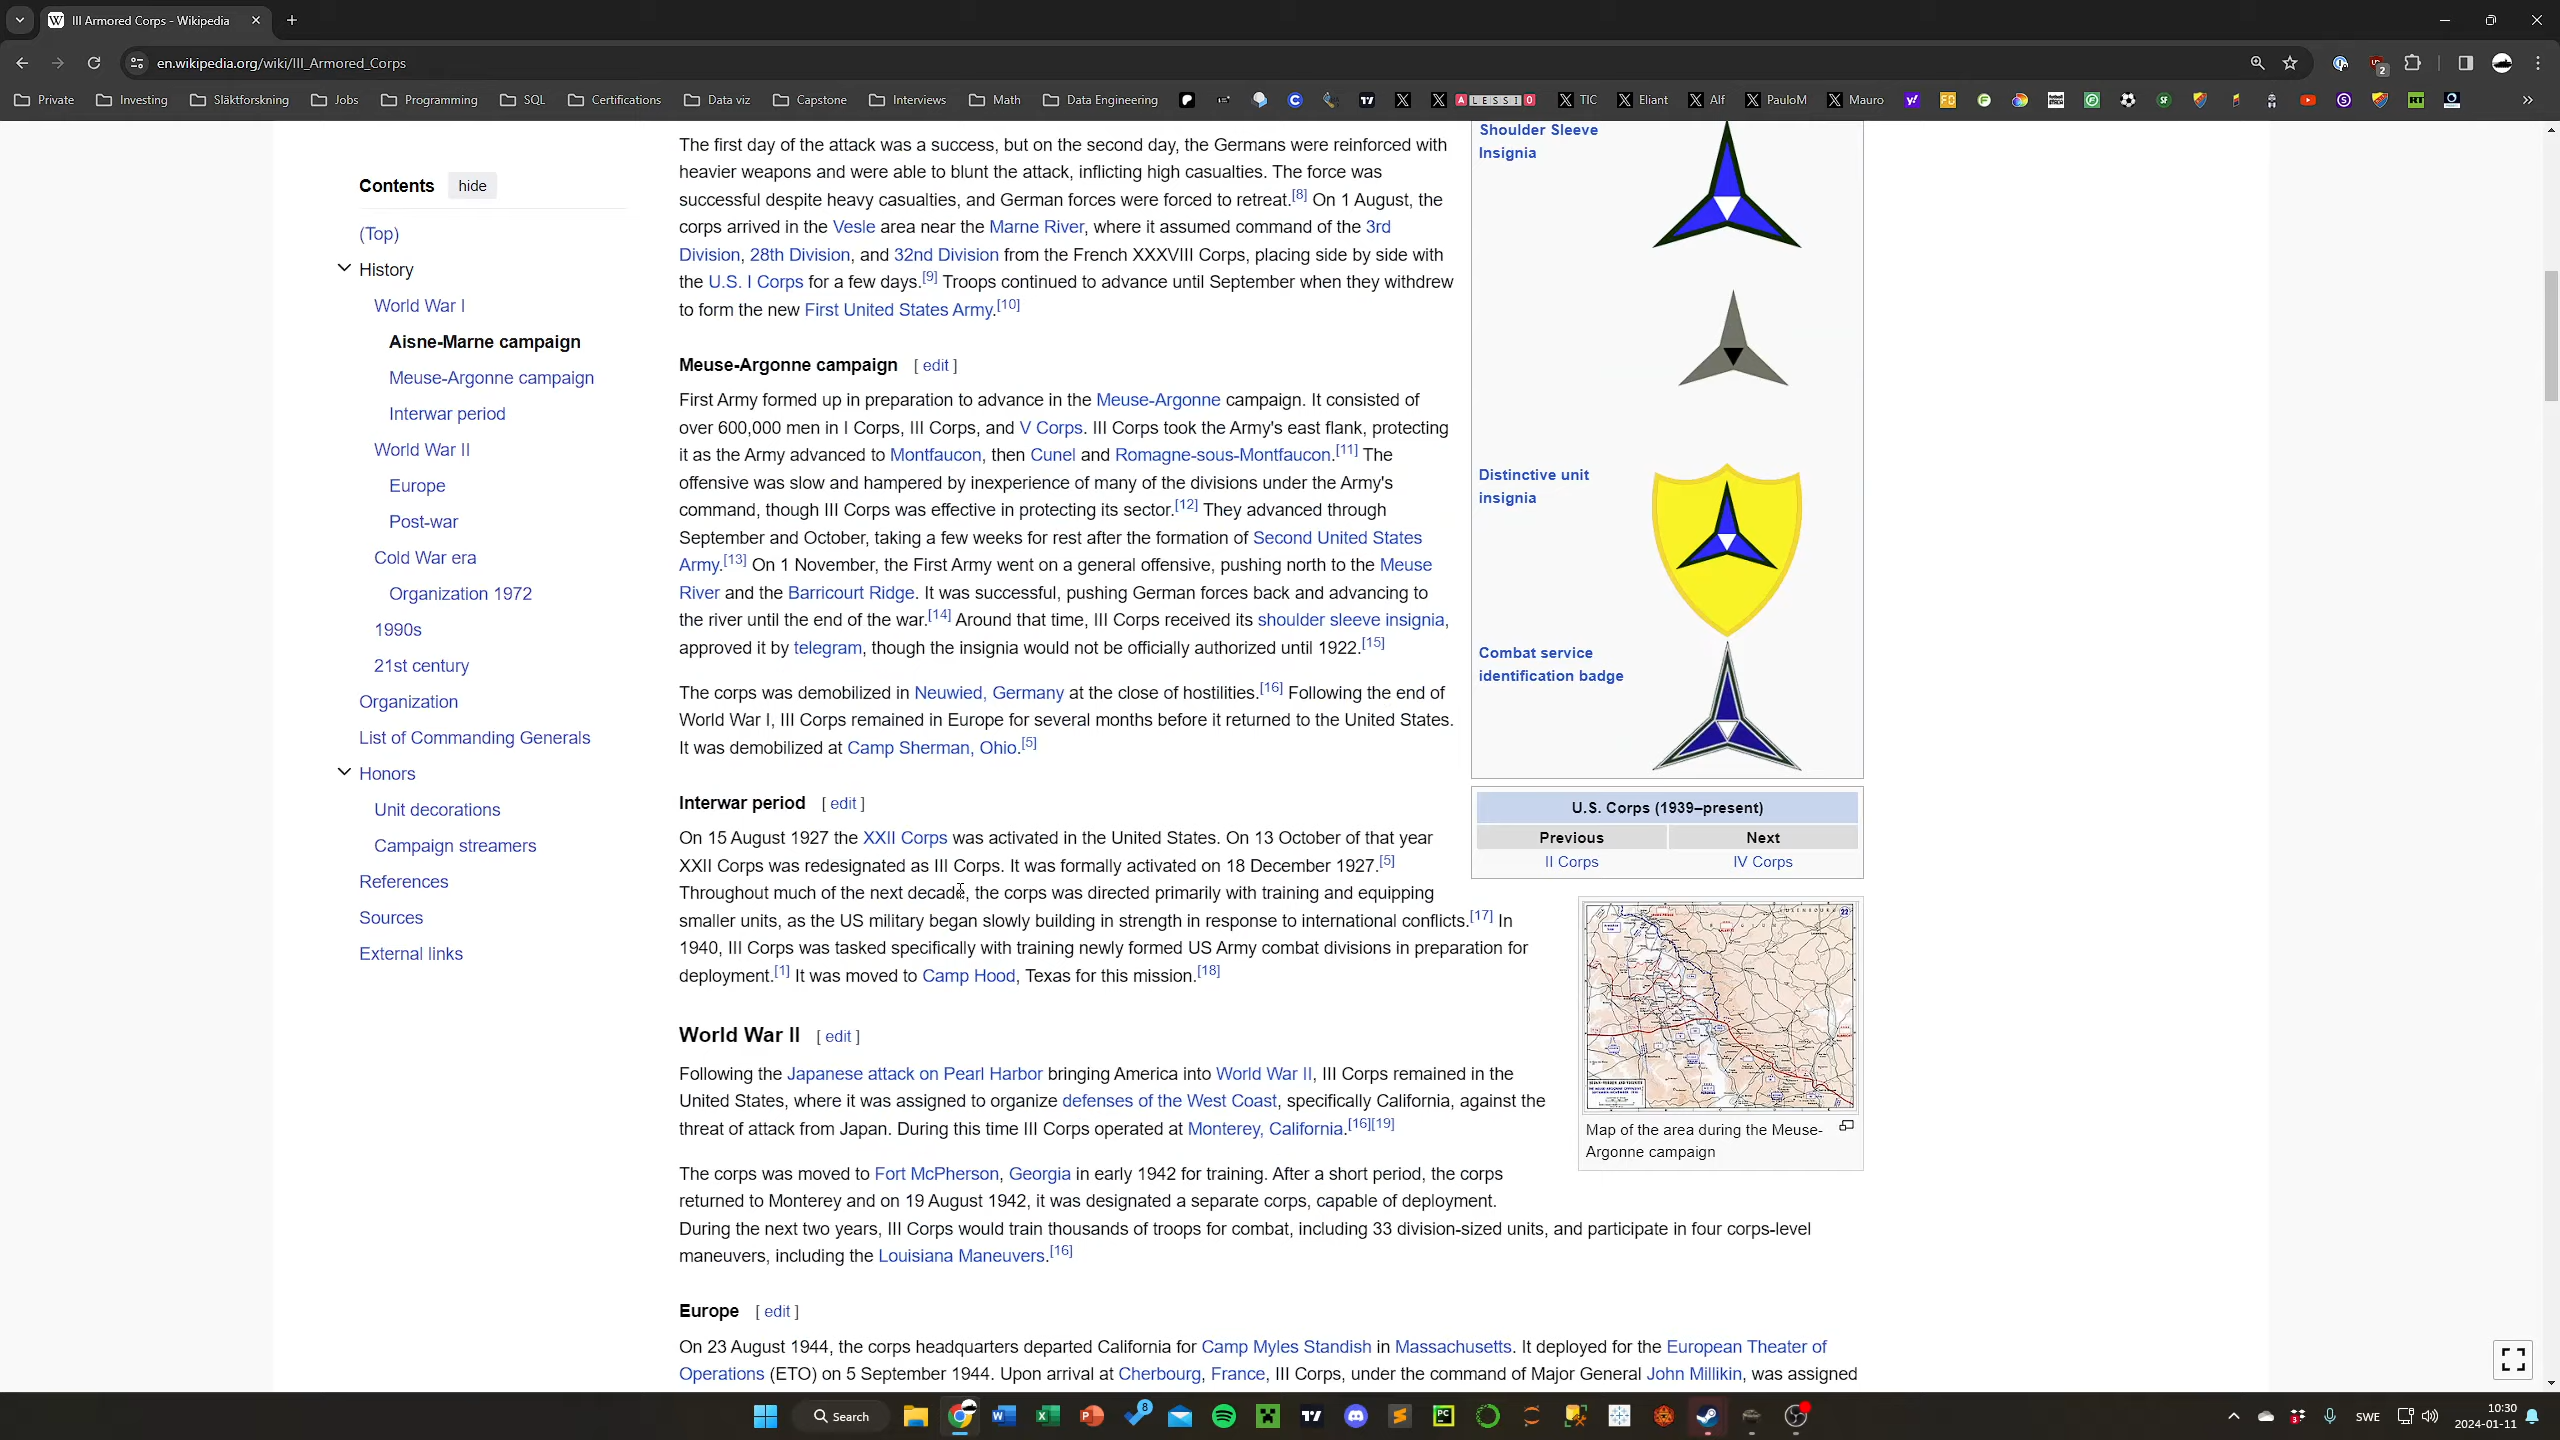 III Armored Corps - Wikipedia
en.wikipedia.org/wiki/III_Armored_Corps
2
Private
Investing
Släktforskning
Jobs
Programming
SQL
Certifications
Data viz
Capstone
Interviews
Math
Data Engineering
ALESSIO
TIC
Eliant
Alf
PauloM
Mauro
Contents hide
(Top)
History
World War I
Aisne-Marne campaign
Meuse-Argonne campaign
Interwar period
World War II
Europe
Post-war
Cold War era
Organization 1972
1990s
21st century
Organization
List of Commanding Generals
Honors
Unit decorations
Campaign streamers
References
Sources
External links
The first day of the attack was a success, but on the second day, the Germans were reinforced with
heavier weapons and were able to blunt the attack, inflicting high casualties. The force was
successful despite heavy casualties, and German forces were forced to retreat.[8] On 1 August, the
corps arrived in the Vesle area near the Marne River, where it assumed command of the 3rd
Division, 28th Division, and 32nd Division from the French XXXVIII Corps, placing side by side with
the U.S. I Corps for a few days.[9] Troops continued to advance until September when they withdrew
to form the new First United States Army.[10]
Meuse-Argonne campaign [ edit ]
First Army formed up in preparation to advance in the Meuse-Argonne campaign. It consisted of
over 600,000 men in I Corps, III Corps, and V Corps. III Corps took the Army's east flank, protecting
it as the Army advanced to Montfaucon, then Cunel and Romagne-sous-Montfaucon.[11] The
offensive was slow and hampered by inexperience of many of the divisions under the Army's
command, though III Corps was effective in protecting its sector.[12] They advanced through
September and October, taking a few weeks for rest after the formation of Second United States
Army.[13] On 1 November, the First Army went on a general offensive, pushing north to the Meuse
River and the Barricourt Ridge. It was successful, pushing German forces back and advancing to
the river until the end of the war.[14] Around that time, III Corps received its shoulder sleeve insignia,
approved it by telegram, though the insignia would not be officially authorized until 1922.[15]
The corps was demobilized in Neuwied, Germany at the close of hostilities.[16] Following the end of
World War I, III Corps remained in Europe for several months before it returned to the United States.
It was demobilized at Camp Sherman, Ohio.[5]
Interwar period [ edit ]
On 15 August 1927 the XXII Corps was activated in the United States. On 13 October of that year
XXII Corps was redesignated as III Corps. It was formally activated on 18 December 1927.[5]
Throughout much of the next decade, the corps was directed primarily with training and equipping
smaller units, as the US military began slowly building in strength in response to international conflicts.[17] In
1940, III Corps was tasked specifically with training newly formed US Army combat divisions in preparation for
deployment.[1] It was moved to Camp Hood, Texas for this mission.[18]
World War II [ edit ]
Following the Japanese attack on Pearl Harbor bringing America into World War II, III Corps remained in the
United States, where it was assigned to organize defenses of the West Coast, specifically California, against the
threat of attack from Japan. During this time III Corps operated at Monterey, California.[16][19]
The corps was moved to Fort McPherson, Georgia in early 1942 for training. After a short period, the corps
returned to Monterey and on 19 August 1942, it was designated a separate corps, capable of deployment.
During the next two years, III Corps would train thousands of troops for combat, including 33 division-sized units, and participate in four corps-level
maneuvers, including the Louisiana Maneuvers.[16]
Europe [ edit ]
On 23 August 1944, the corps headquarters departed California for Camp Myles Standish in Massachusetts. It deployed for the European Theater of
Operations (ETO) on 5 September 1944. Upon arrival at Cherbourg, France, III Corps, under the command of Major General John Millikin, was assigned
Shoulder Sleeve
Insignia
Distinctive unit
insignia
Combat service
identification badge
U.S. Corps (1939–present)
Previous Next
II Corps IV Corps
22
Map of the area during the Meuse-
Argonne campaign
Search
8
SWE
10:30
2024-01-11